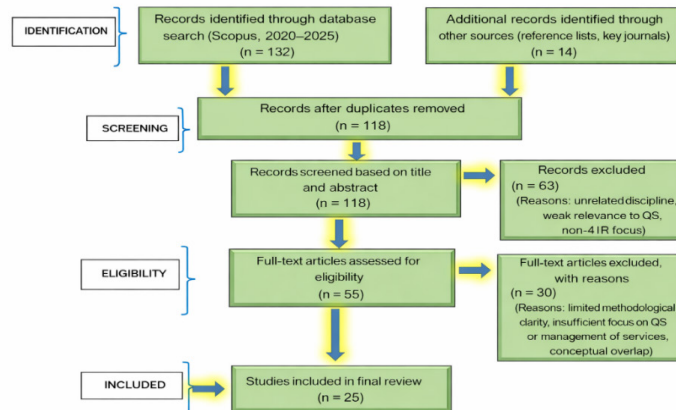 IDENTIFICATION
Records identified through database
search (Scopus, 2020–2025)
(n = 132)
Additional records identified through
other sources (reference lists, key journals)
(n = 14)
SCREENING
Records after duplicates removed
(n = 118)
Records screened based on title
and abstract
(n = 118)
Records excluded
(n = 63)
(Reasons: unrelated discipline,
weak relevance to QS,
non-4IR focus)
ELIGIBILITY
Full-text articles assessed for
eligibility
(n = 55)
Full-text articles excluded,
with reasons
(n = 30)
(Reasons: limited methodological
clarity, insufficient focus on QS
or management of services,
conceptual overlap)
INCLUDED
Studies included in final review
(n = 25)